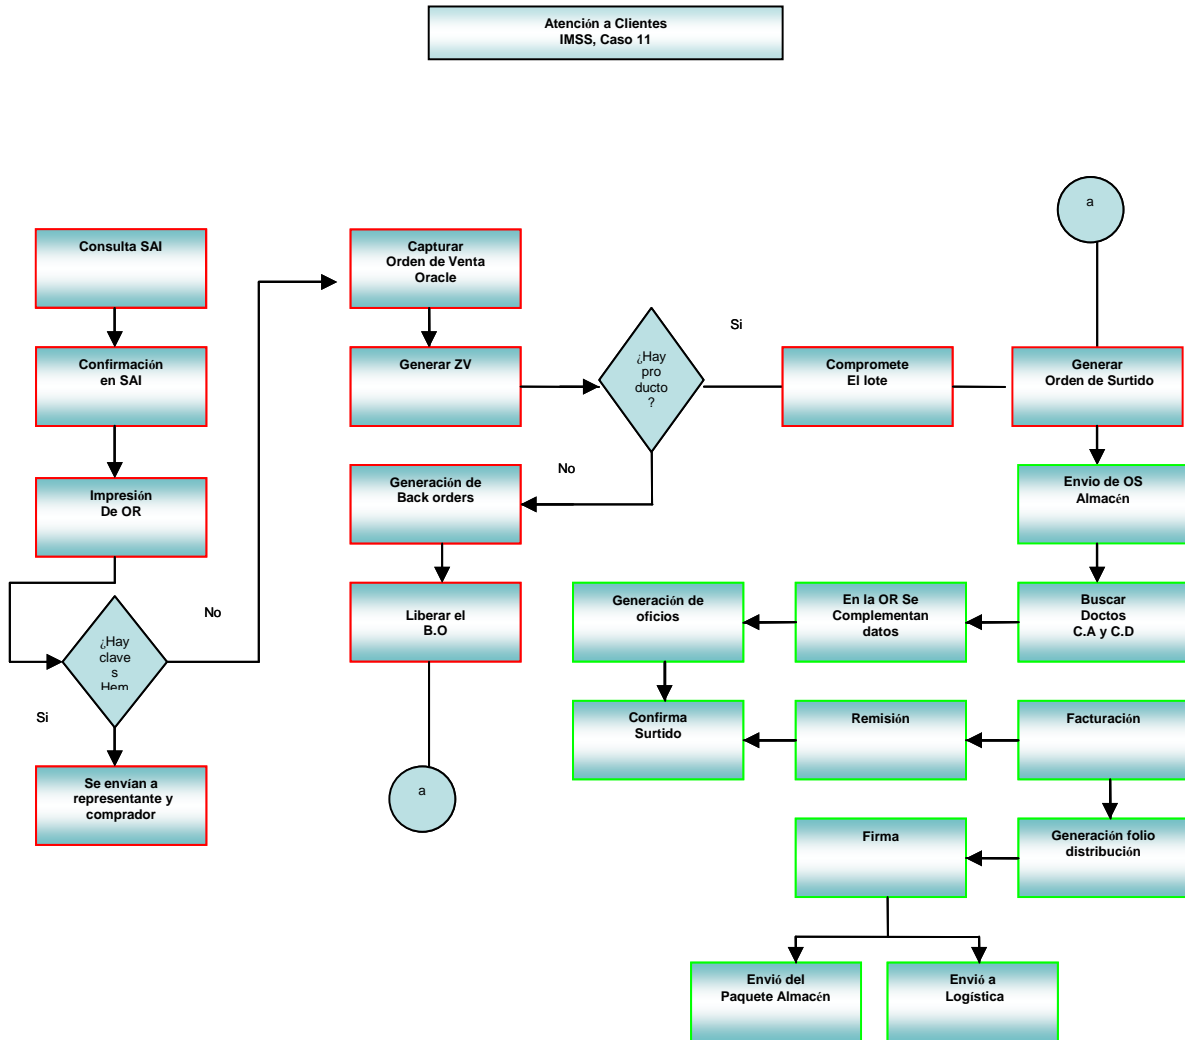 Atención a Clientes
IMSS, Caso 11
a
Consulta SAI
Confirmación
en SAI
Impresión
De OR
No
¿Hay
clave
s
Hem
Si
Se envían a
representante y
comprador
Capturar
Orden de Venta
Oracle
Generar ZV
¿Hay
pro
ducto
?
Si
No
Compromete
El lote
Generar
Orden de Surtido
Generación de
Back orders
Liberar el
B.O
a
Envio de OS
Almacén
Buscar
Doctos
C.A y C.D
En la OR Se
Complementan
datos
Generación de
oficios
Confirma
Surtido
Remisión
Facturación
Generación folio
distribución
Firma
Envió del
Paquete Almacén
Envió a
Logística